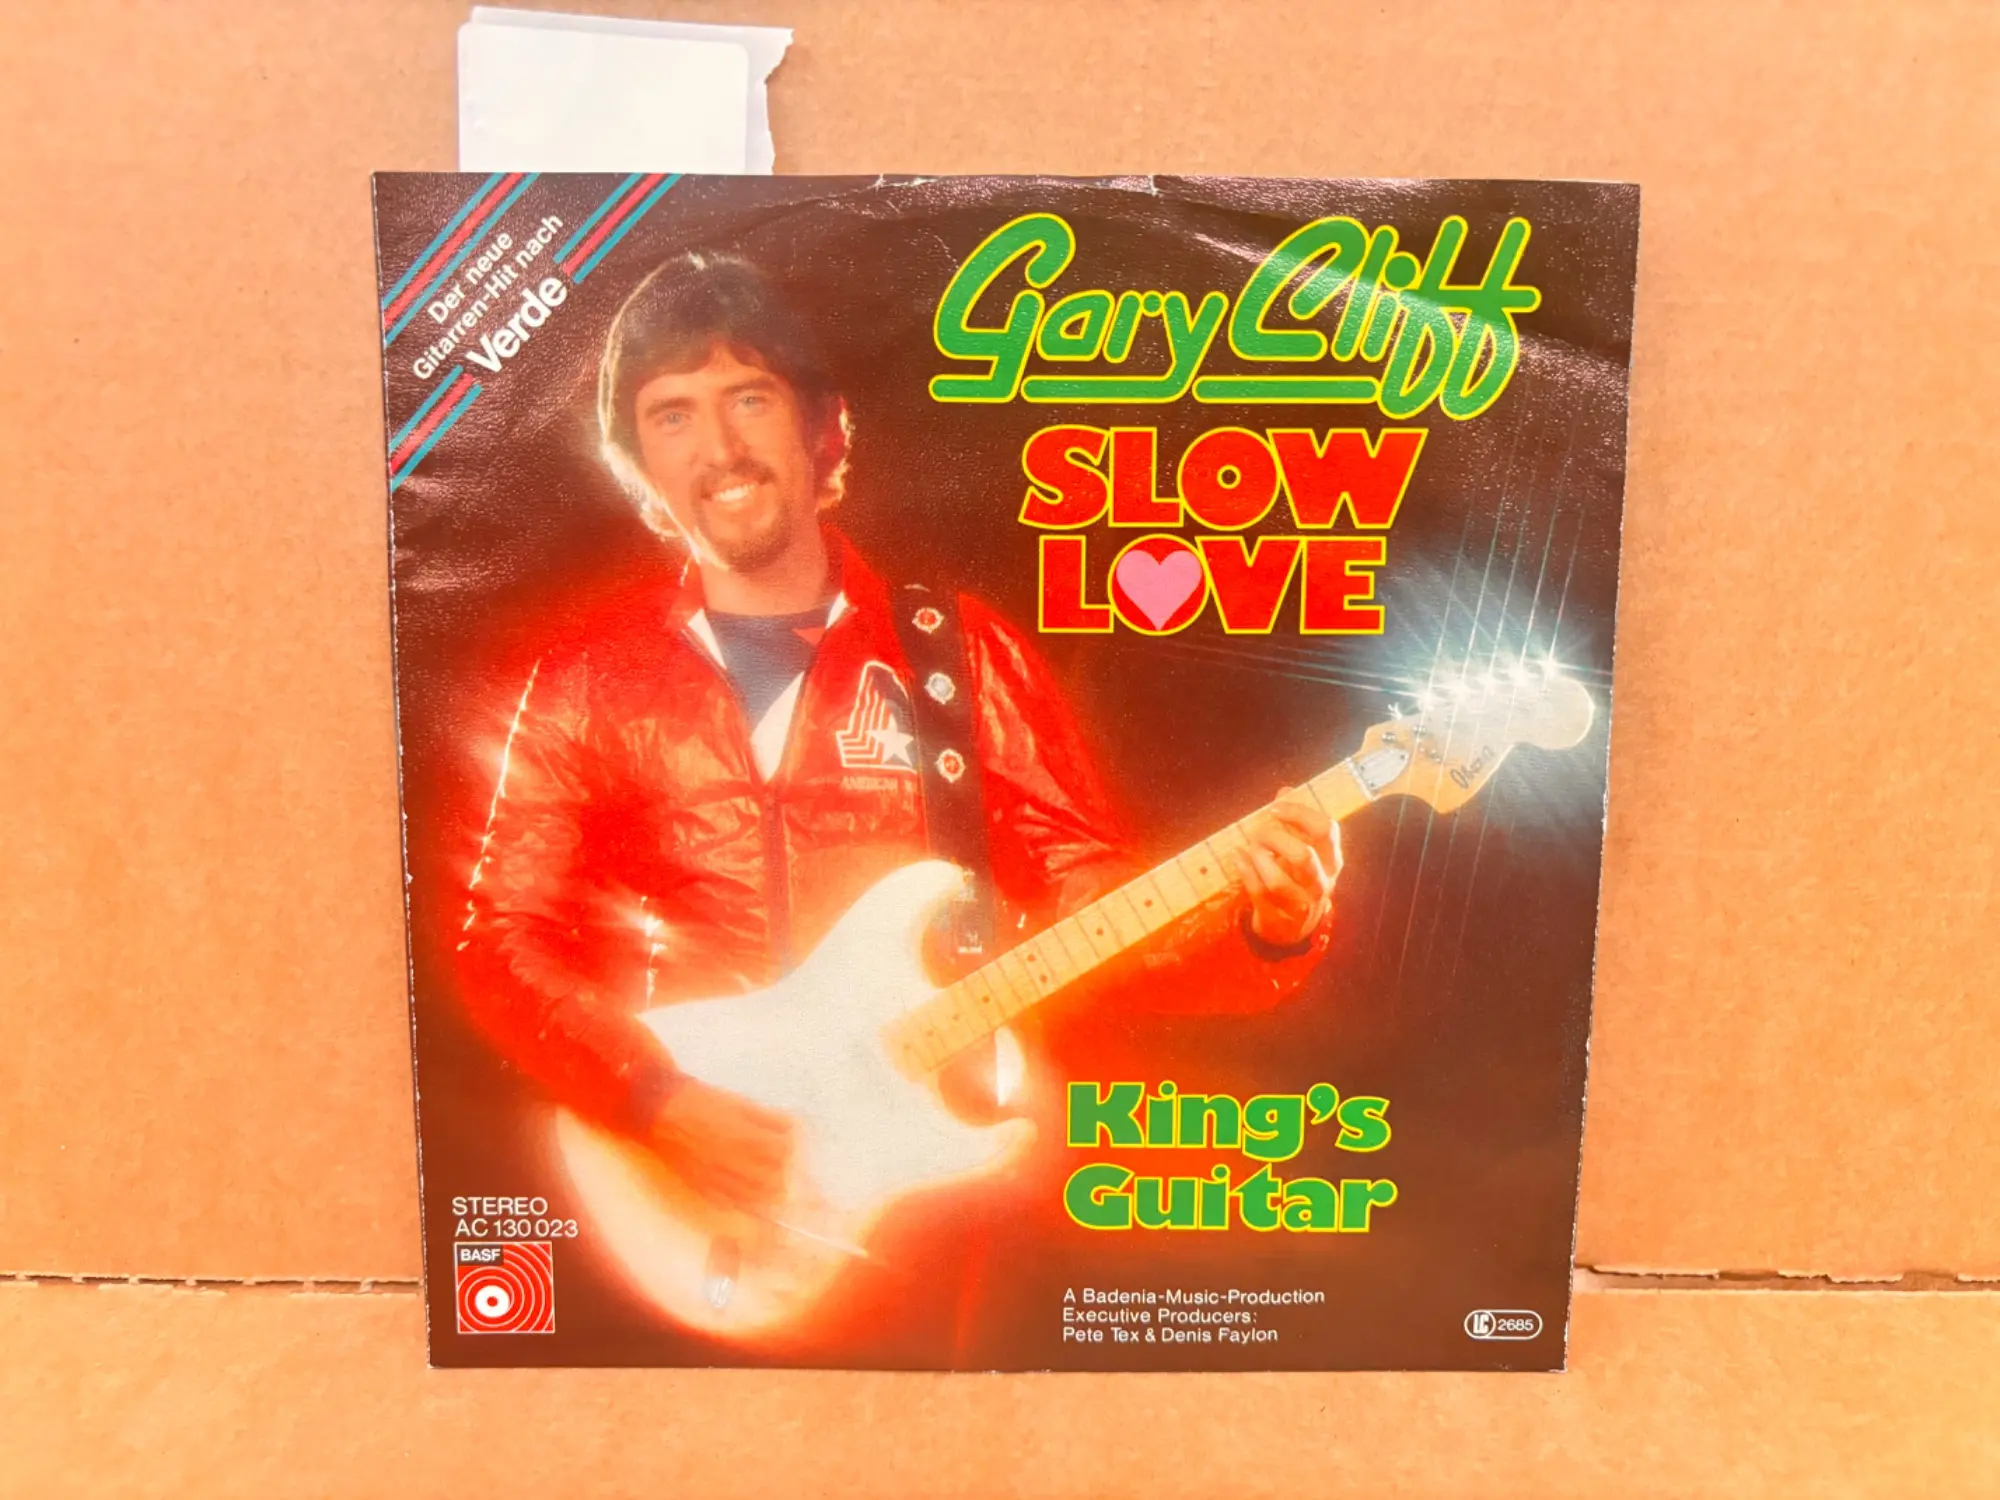 Der neue
Gitarren-Hit nach
Verde
Gary Cliff
SLOW
LOVE
AMERICAN
King's
Guitar
STEREO
AC 130 023
BASF
A Badenia-Music-Production
Executive Producers:
Pete Tex & Denis Faylon
LC 2685